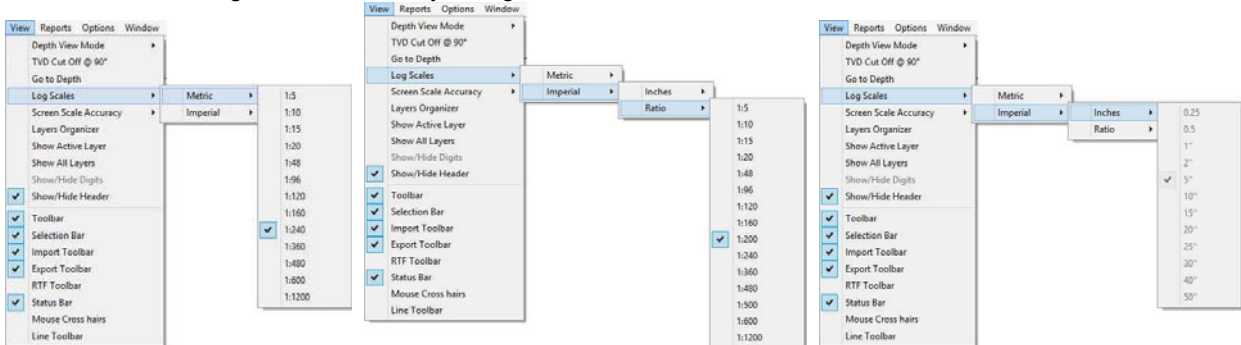 View Reports Options Window
Depth View Mode
TVD Cut Off @ 90°
Go to Depth
Log Scales
Screen Scale Accuracy
Layers Organizer
Show Active Layer
Show All Layers
Show/Hide Digits
Show/Hide Header
Toolbar
Selection Bar
Import Toolbar
Export Toolbar
RTF Toolbar
Status Bar
Mouse Cross hairs
Line Toolbar
Metric
Imperial
1:5
1:10
1:15
1:20
1:48
1:96
1:120
1:160
1:240
1:360
1:480
1:600
1:1200
View Reports Options Window
Depth View Mode
TVD Cut Off @ 90°
Go to Depth
Log Scales
Screen Scale Accuracy
Layers Organizer
Show Active Layer
Show All Layers
Show/Hide Digits
Show/Hide Header
Toolbar
Selection Bar
Import Toolbar
Export Toolbar
RTF Toolbar
Status Bar
Mouse Cross hairs
Line Toolbar
Metric
Imperial
Inches
Ratio
1:5
1:10
1:15
1:20
1:48
1:96
1:120
1:160
1:200
1:240
1:360
1:480
1:500
1:600
1:1200
View Reports Options Window
Depth View Mode
TVD Cut Off @ 90°
Go to Depth
Log Scales
Screen Scale Accuracy
Layers Organizer
Show Active Layer
Show All Layers
Show/Hide Digits
Show/Hide Header
Toolbar
Selection Bar
Import Toolbar
Export Toolbar
RTF Toolbar
Status Bar
Mouse Cross hairs
Line Toolbar
Metric
Imperial
Inches
Ratio
0.25
0.5
1"
2"
5"
10"
15"
20"
25"
30"
40"
50"